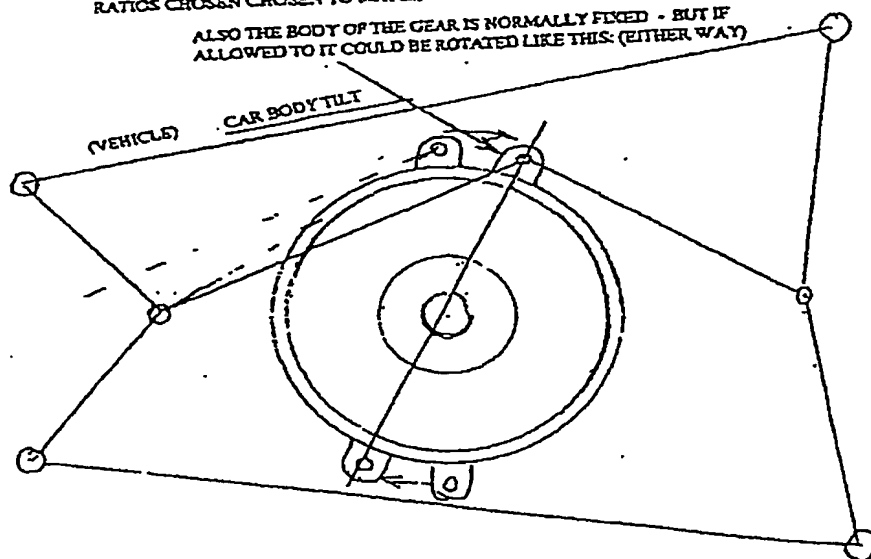 RATIOS CHOSEN CHOSEN TO
ALSO THE BODY OF THE GEAR IS NORMALLY FIXED - BUT IF
ALLOWED TO IT COULD BE ROTATED LIKE THIS: (EITHER WAY)
(VEHICLE) CAR BODY TILT